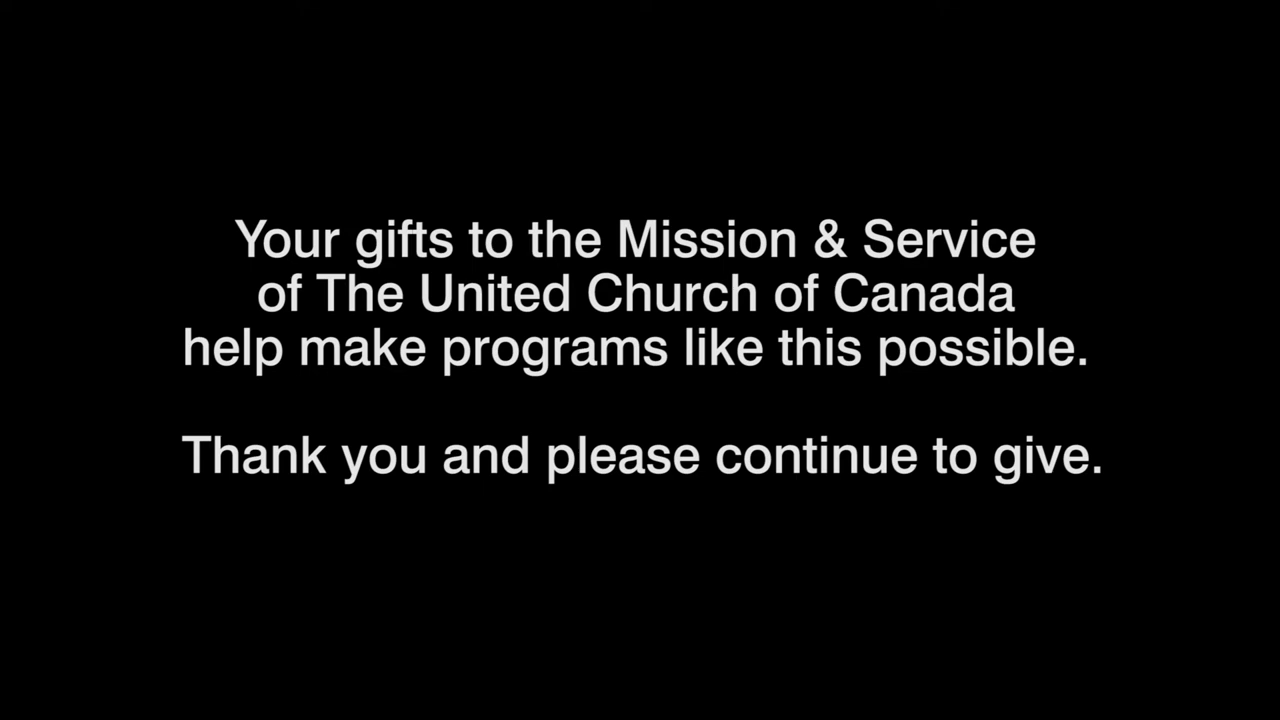 Your gifts to the Mission & Service
of The United Church of Canada
help make programs like this possible.
Thank you and please continue to give.